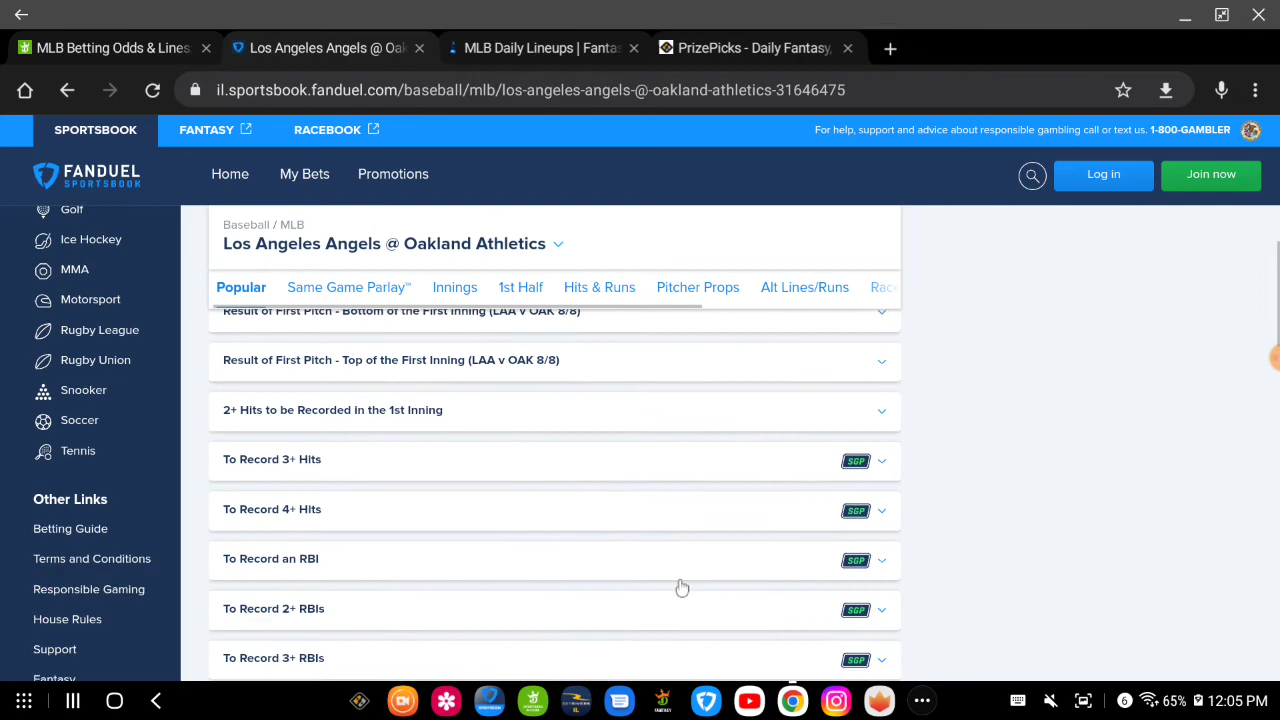 MLB Betting Odds & Lines
Los Angeles Angels @ Oak
MLB Daily Lineups | Fantas
PrizePicks - Daily Fantasy,
il.sportsbook.fanduel.com/baseball/mlb/los-angeles-angels-@-oakland-athletics-31646475
SPORTSBOOK FANTASY RACEBOOK
For help, support and advice about responsible gambling call or text us. 1-800-GAMBLER
FANDUEL
SPORTSBOOK
Home My Bets Promotions
Log in Join now
Golf
Ice Hockey
MMA
Motorsport
Rugby League
Rugby Union
Snooker
Soccer
Tennis
Other Links
Betting Guide
Terms and Conditions
Responsible Gaming
House Rules
Support
Fantasy
Baseball / MLB
Los Angeles Angels @ Oakland Athletics
Popular Same Game Parlay™ Innings 1st Half Hits & Runs Pitcher Props Alt Lines/Runs Race
Result of First Pitch - Bottom of the First Inning (LAA v OAK 8/8)
Result of First Pitch - Top of the First Inning (LAA v OAK 8/8)
2+ Hits to be Recorded in the 1st Inning
To Record 3+ Hits SGP
To Record 4+ Hits SGP
To Record an RBI SGP
To Record 2+ RBIs SGP
To Record 3+ RBIs SGP
6 65% 12:05 PM